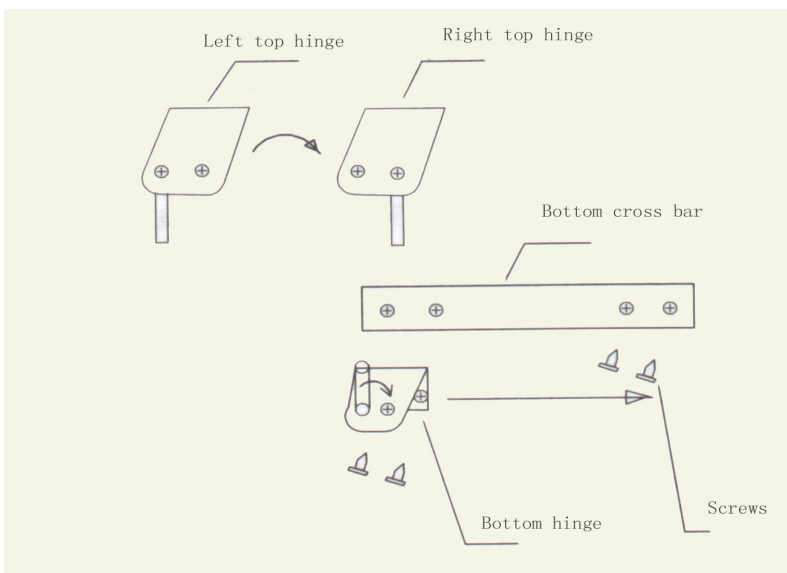 Left top hinge
Right top hinge
Bottom cross bar
Screws
Bottom hinge